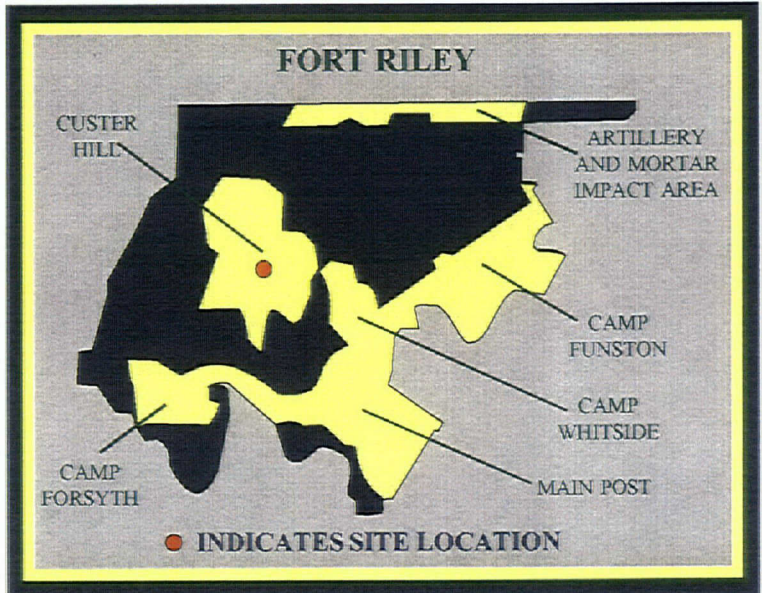 FORT RILEY
CUSTER
HILL
ARTILLERY
AND MORTAR
IMPACT AREA
CAMP
FUNSTON
CAMP
WHITSIDE
MAIN POST
CAMP
FORSYTH
INDICATES SITE LOCATION